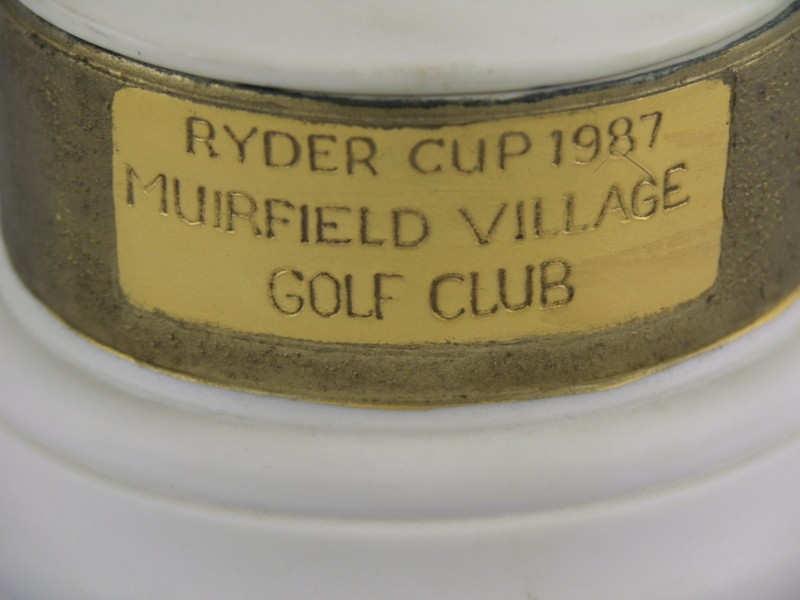 RYDER CUP 1987
MUIRFIELD VILLAGE
GOLF CLUB